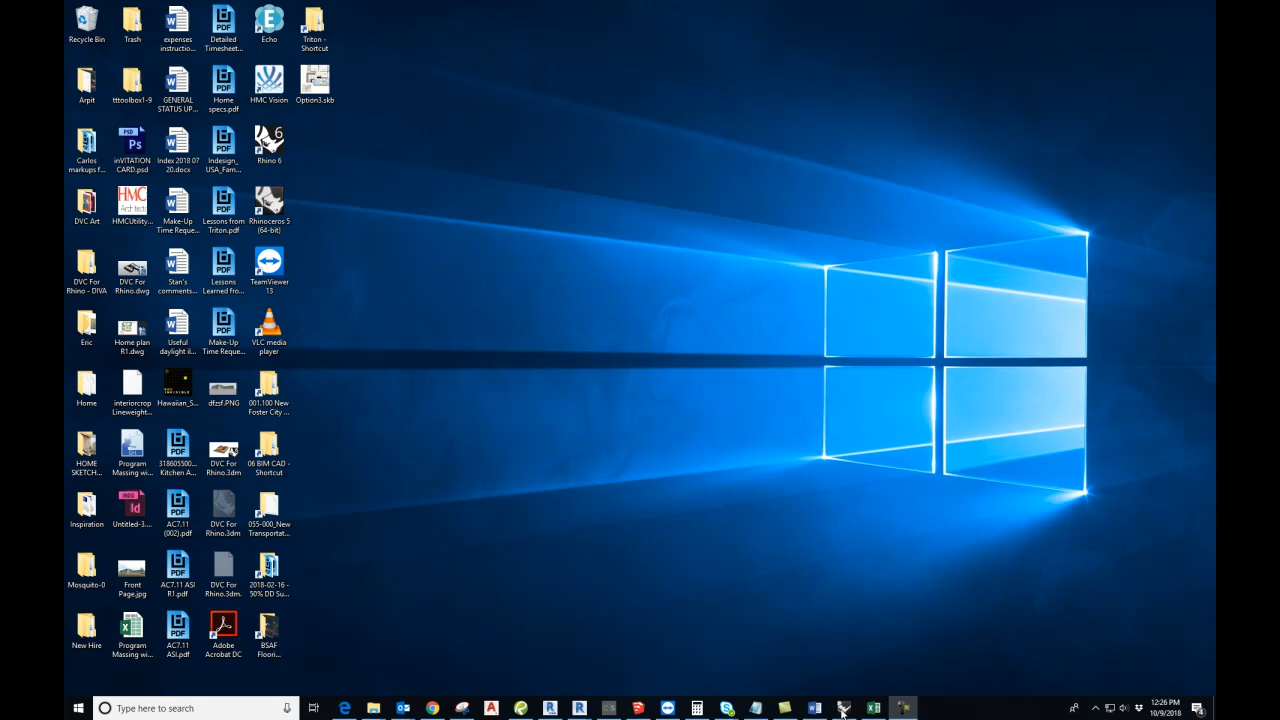 Recycle Bin
Trash
expenses
instructio...
Detailed
Timesheet...
Echo
Triton -
Shortcut
Arpit
tttoolbox1-9
GENERAL
STATUS UP...
Home
specs.pdf
HMC Vision
Option3.skb
Carlos
markups f...
inVITATION
CARD.psd
Index 2018 07
20.docx
Indesign_
USA_Fam...
Rhino 6
DVC Art
HMCUtility...
Make-Up
Time Reque...
Lessons from
Triton.pdf
Rhinoceros 5
(64-bit)
DVC For
Rhino - DIVA
DVC For
Rhino.dwg
Stan's
comments...
Lessons
Learned fro...
TeamViewer
13
Eric
Home plan
R1.dwg
Useful
daylight il...
Make-Up
Time Reque...
VLC media
player
Home
interiorcrop
Lineweight...
Hawaiian_S...
dfzsf.PNG
001.100 New
Foster City ...
HOME
SKETCH...
Program
Massing wi...
318605500...
Kitchen A...
DVC For
Rhino.3dm
06 BIM CAD -
Shortcut
Inspiration
Untitled-3....
AC7.11
(002).pdf
DVC For
Rhino.3dm
055-000_New
Transportat...
Mosquito-0
Front
Page.jpg
AC7.11 ASI
R1.pdf
DVC For
Rhino.3dm.
2018-02-16 -
50% DD Su...
New Hire
Program
Massing wi...
AC7.11
ASI.pdf
Adobe
Acrobat DC
BSAF
Floori...
Type here to search
12:26 PM
10/9/2018